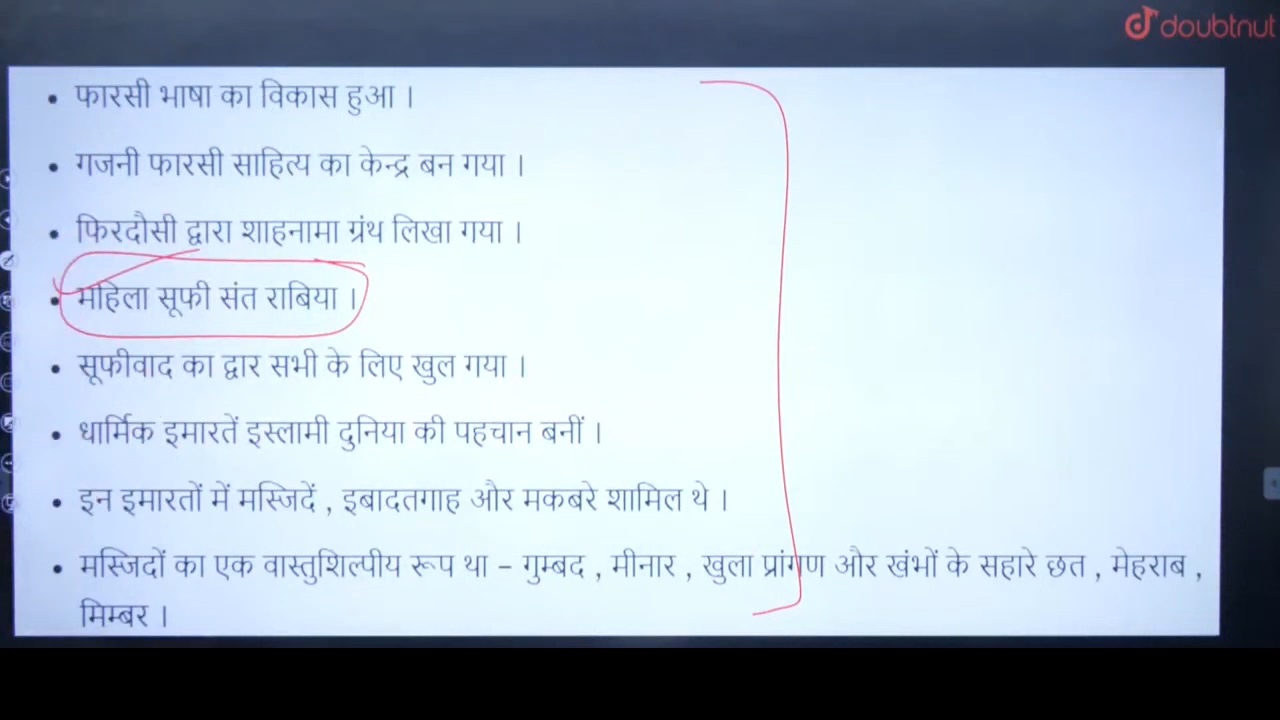 doubtnut
• फारसी भाषा का विकास हुआ ।
• गजनी फारसी साहित्य का केन्द्र बन गया ।
• फिरदौसी द्वारा शाहनामा ग्रंथ लिखा गया ।
• महिला सूफी संत राबिया ।
• सूफीवाद का द्वार सभी के लिए खुल गया ।
• धार्मिक इमारतें इस्लामी दुनिया की पहचान बनीं ।
• इन इमारतों में मस्जिदें , इबादतगाह और मकबरे शामिल थे ।
• मस्जिदों का एक वास्तुशिल्पीय रूप था – गुम्बद , मीनार , खुला प्रांगण और खंभों के सहारे छत , मेहराब ,
मिम्बर ।